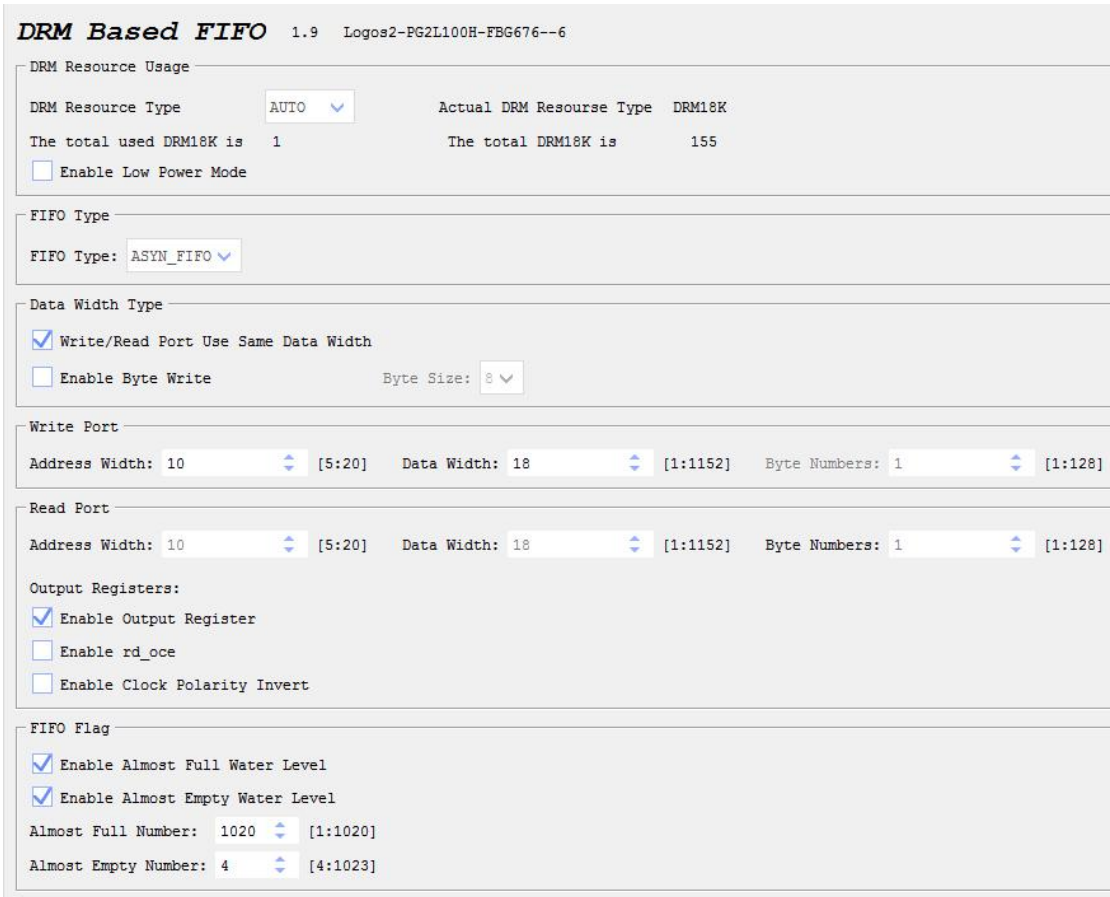 DRM Based FIFO 1.9 Logos2-PG2L100H-FBG676--6
DRM Resource Usage
DRM Resource Type AUTO Actual DRM Resourse Type DRM18K
The total used DRM18K is 1 The total DRM18K is 155
Enable Low Power Mode
FIFO Type
FIFO Type: ASYN_FIFO
Data Width Type
Write/Read Port Use Same Data Width
Enable Byte Write Byte Size: 8
Write Port
Address Width: 10 [5:20] Data Width: 18 [1:1152] Byte Numbers: 1 [1:128]
Read Port
Address Width: 10 [5:20] Data Width: 18 [1:1152] Byte Numbers: 1 [1:128]
Output Registers:
Enable Output Register
Enable rd_oce
Enable Clock Polarity Invert
FIFO Flag
Enable Almost Full Water Level
Enable Almost Empty Water Level
Almost Full Number: 1020 [1:1020]
Almost Empty Number: 4 [4:1023]